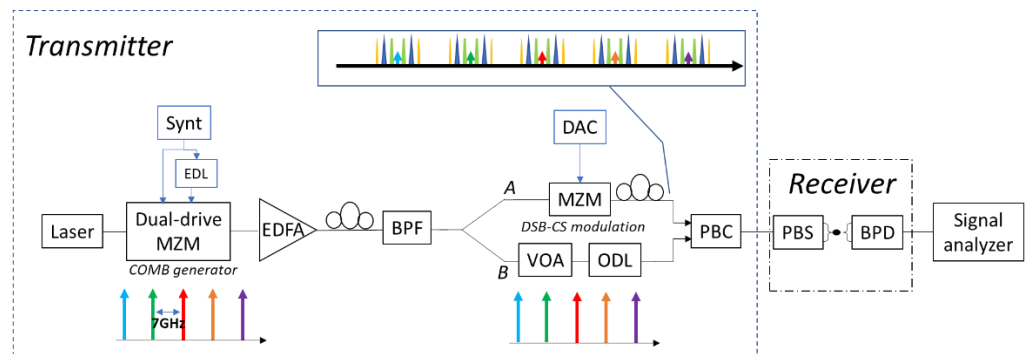 Transmitter
Synt
EDL
DAC
A
Receiver
Laser
Dual-drive
MZM
EDFA
BPF
MZM
DSB-CS modulation
PBC
PBS
BPD
Signal
analyzer
COMB generator
B
VOA
ODL
7GHz